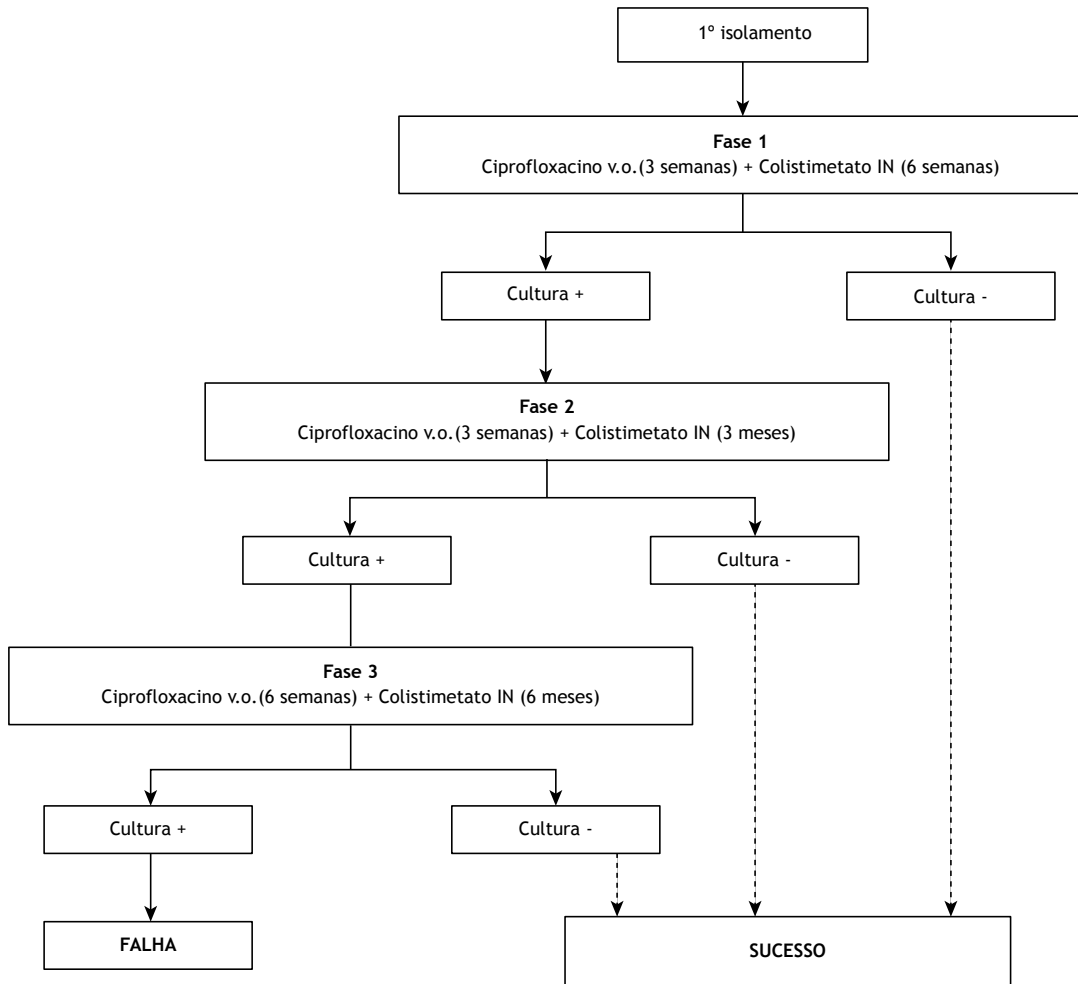 1º isolamento
Fase 1
Ciprofloxacino v.o.(3 semanas) + Colistimetato IN (6 semanas)
Cultura +
Cultura -
Fase 2
Ciprofloxacino v.o.(3 semanas) + Colistimetato IN (3 meses)
Cultura +
Cultura -
Fase 3
Ciprofloxacino v.o.(6 semanas) + Colistimetato IN (6 meses)
Cultura +
Cultura -
FALHA
SUCESSO